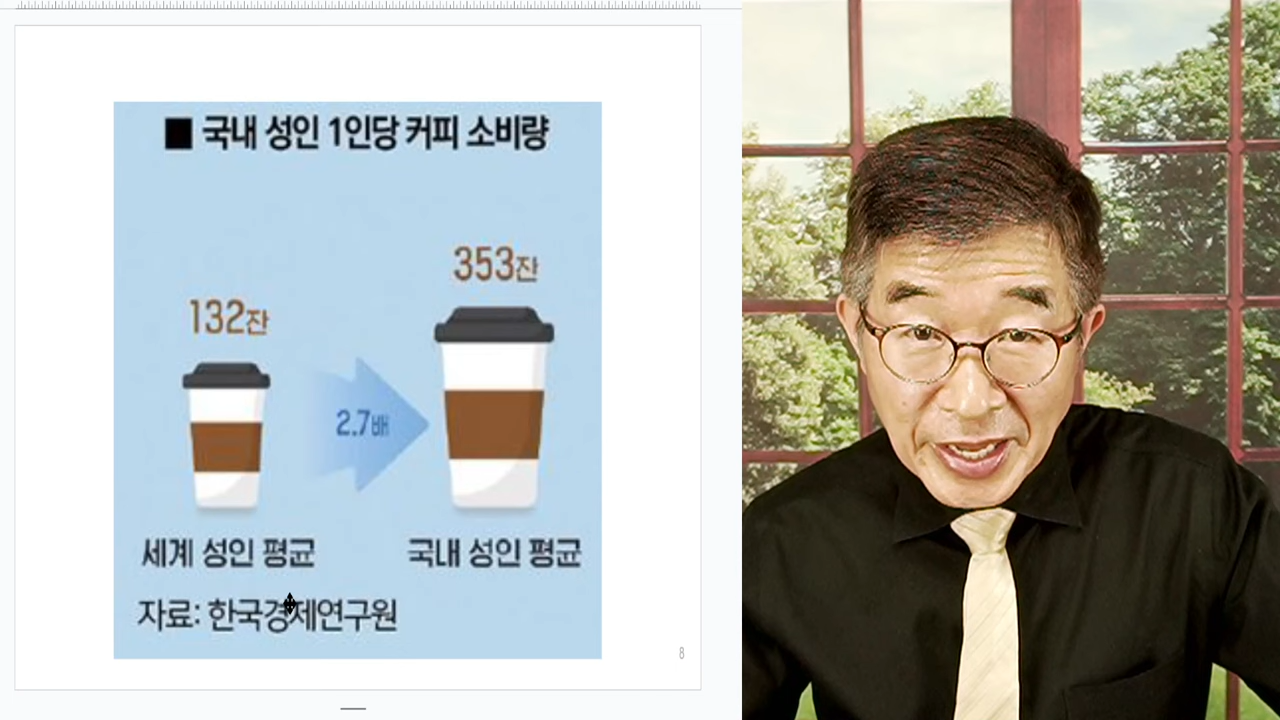 ■ 국내 성인 1인당 커피 소비량
353잔
132잔
2.7배
세계 성인 평균
국내 성인 평균
자료: 한국경제연구원
8